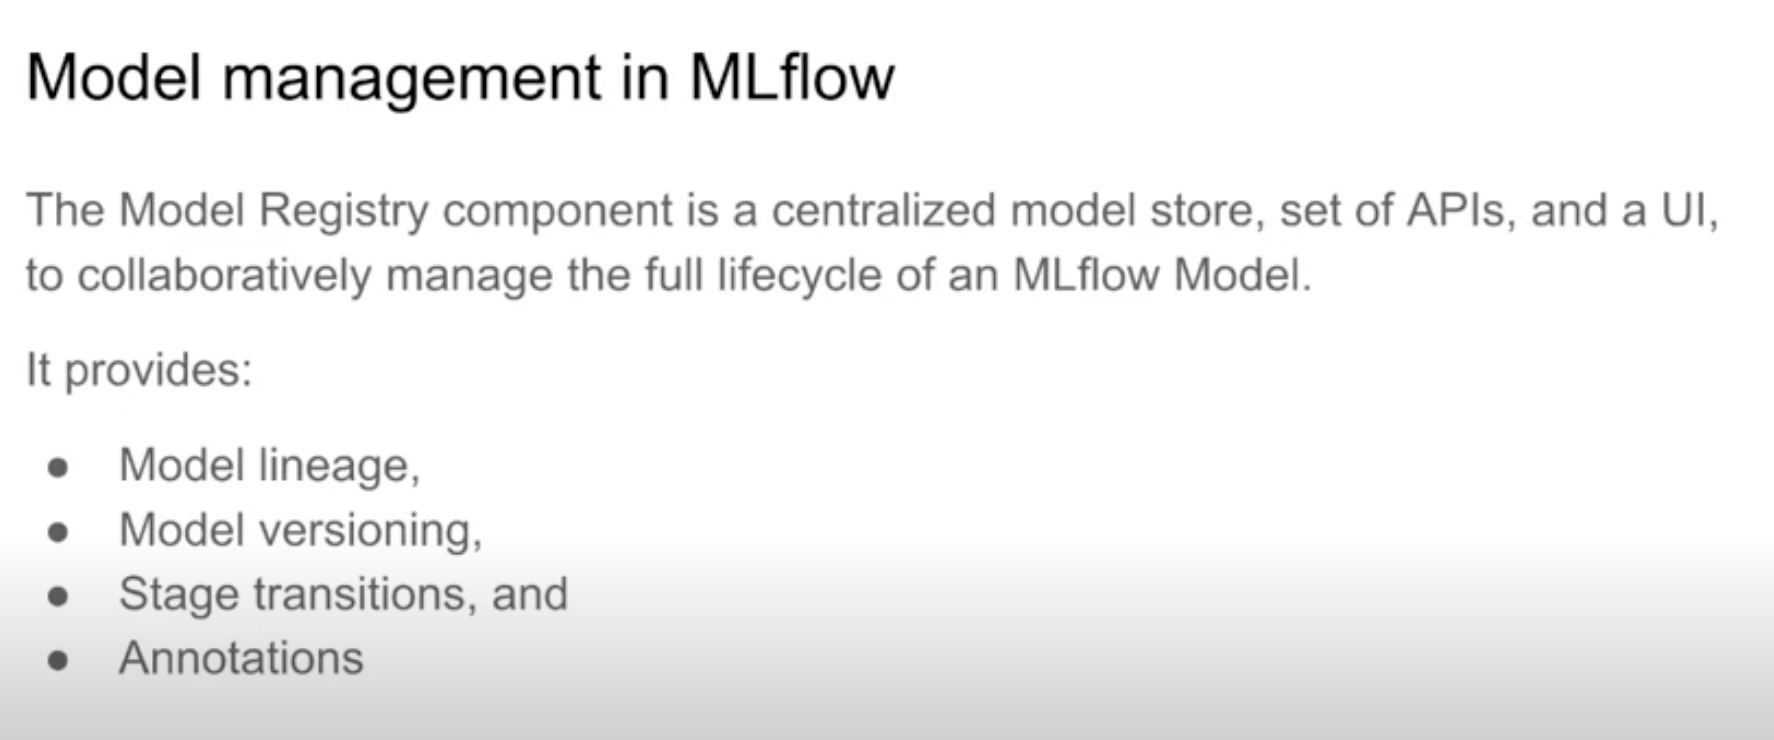 Model management in MLflow
The Model Registry component is a centralized model store, set of APIs, and a UI,
to collaboratively manage the full lifecycle of an MLflow Model.
It provides:
● Model lineage,
● Model versioning,
● Stage transitions, and
● Annotations